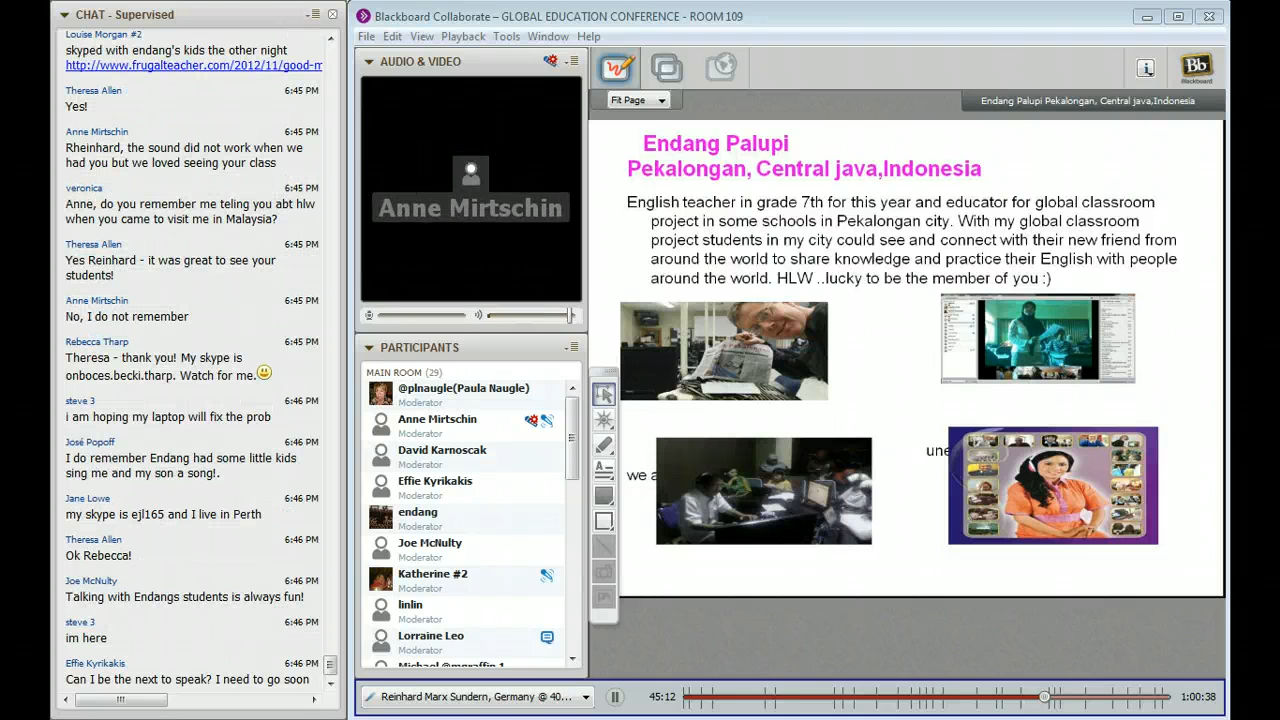 CHAT - Supervised
Louise Morgan #2
skyped with endang's kids the other night
http://www.frugalteacher.com/2012/11/good-m
Theresa Allen 6:45 PM
Yes!
Anne Mirtschin 6:45 PM
Rheinhard, the sound did not work when we
had you but we loved seeing your class
veronica 6:45 PM
Anne, do you remember me teling you abt hlw
when you came to visit me in Malaysia?
Theresa Allen 6:45 PM
Yes Reinhard - it was great to see your
students!
Anne Mirtschin 6:45 PM
No, I do not remember
Rebecca Tharp 6:45 PM
Theresa - thank you! My skype is
onboces.becki.tharp. Watch for me.
steve 3 6:46 PM
i am hoping my laptop will fix the prob
José Popoff 6:46 PM
I do remember Endang had some little kids
sing me and my son a song!.
Jane Lowe 6:46 PM
my skype is ejl165 and I live in Perth
Theresa Allen 6:46 PM
Ok Rebecca!
Joe McNulty 6:46 PM
Talking with Endangs students is always fun!
steve 3 6:46 PM
im here
Effie Kyrikakis 6:46 PM
Can I be the next to speak? I need to go soon
Blackboard Collaborate – GLOBAL EDUCATION CONFERENCE - ROOM 109
File Edit View Playback Tools Window Help
AUDIO & VIDEO
Anne Mirtschin
PARTICIPANTS
MAIN ROOM (29)
@plnaugle(Paula Naugle)
Moderator
Anne Mirtschin
Moderator
David Karnoscak
Moderator
Effie Kyrikakis
Moderator
endang
Moderator
Joe McNulty
Moderator
Katherine #2
Moderator
linlin
Moderator
Lorraine Leo
Moderator
Michael @mgraffin 1
Fit Page
Bb
Blackboard
Endang Palupi Pekalongan, Central java,Indonesia
Endang Palupi
Pekalongan, Central java,Indonesia
English teacher in grade 7th for this year and educator for global classroom
project in some schools in Pekalongan city. With my global classroom
project students in my city could see and connect with their new friend from
around the world to share knowledge and practice their English with people
around the world. HLW ..lucky to be the member of you :)
une
we a
Reinhard Marx Sundern, Germany @ 40...
45:12
1:00:38